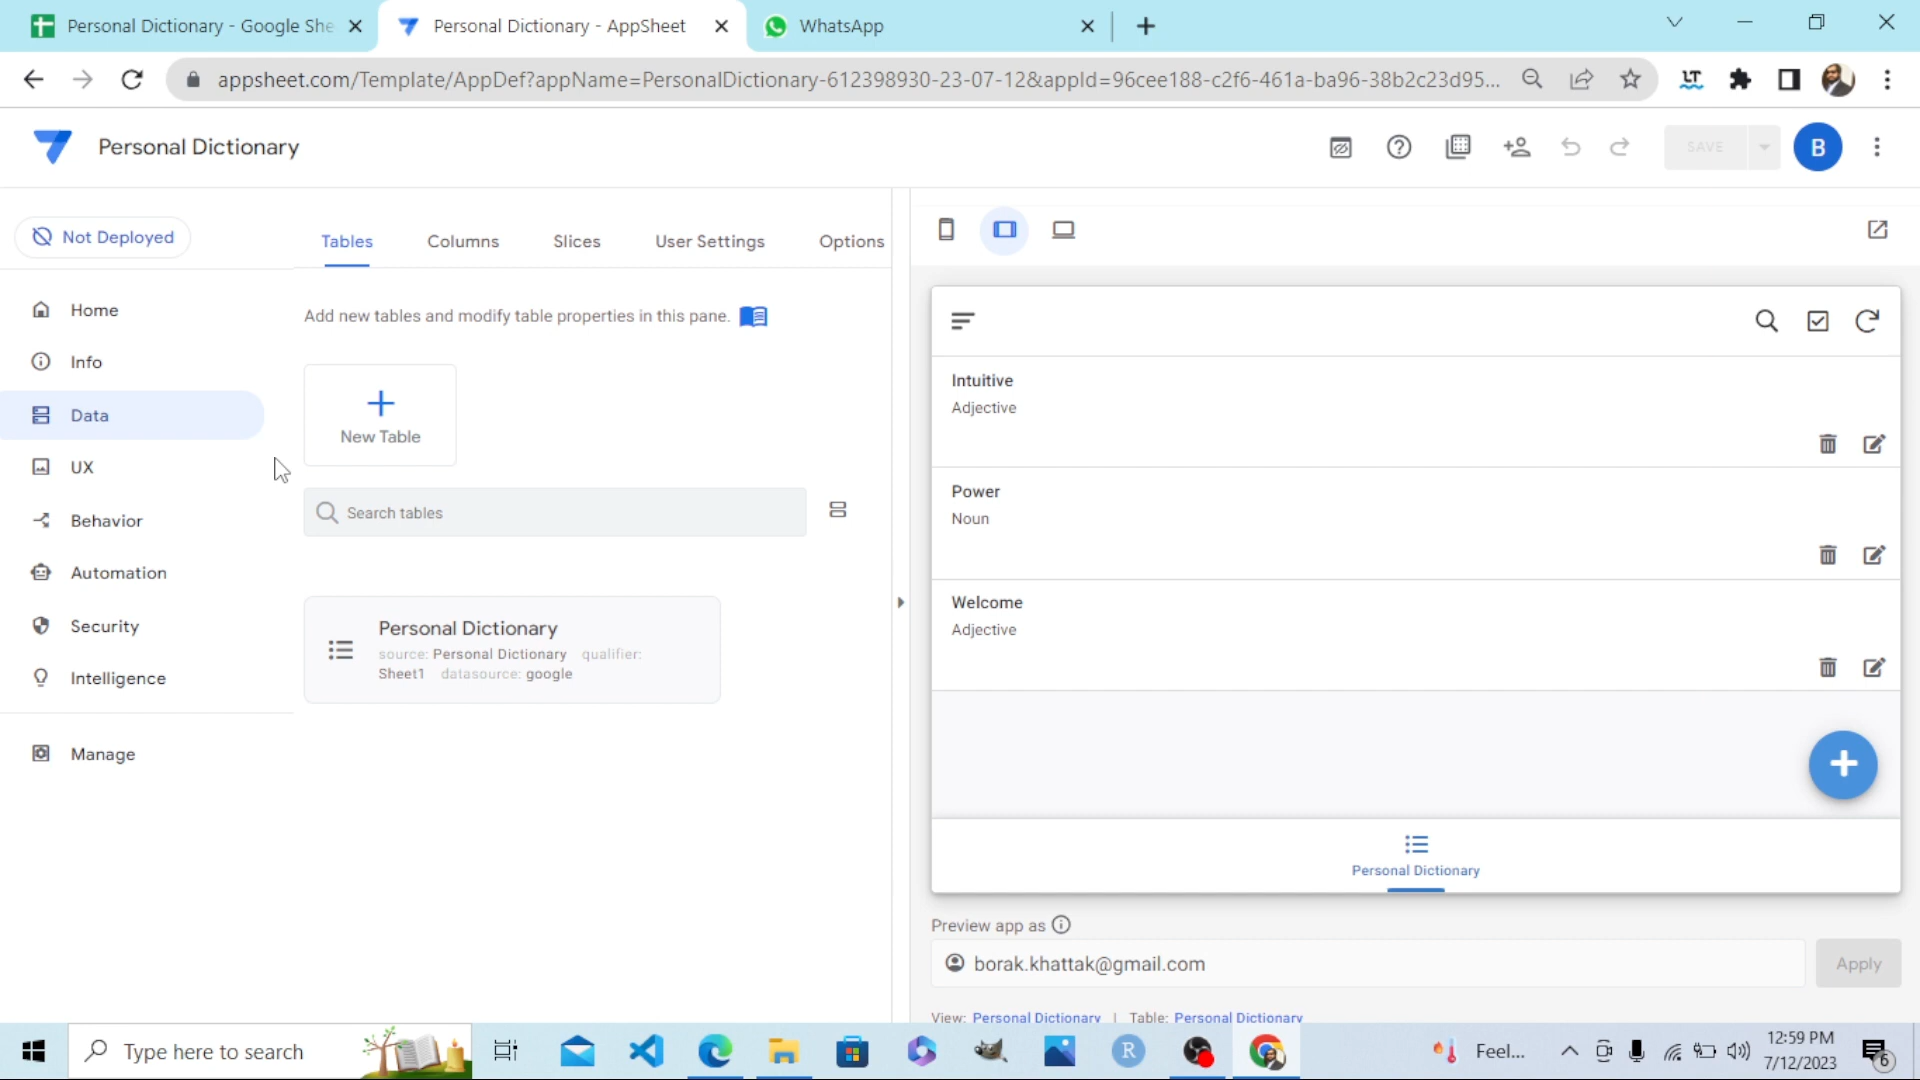 Personal Dictionary - Google She
Personal Dictionary - AppSheet
WhatsApp
appsheet.com/Template/AppDef?appName=PersonalDictionary-612398930-23-07-12&appId=96cee188-c2f6-461a-ba96-38b2c23d95...
Personal Dictionary
SAVE
B
Not Deployed
Tables Columns Slices User Settings Options
Home
Info
Data
UX
Behavior
Automation
Security
Intelligence
Manage
Add new tables and modify table properties in this pane.
New Table
Search tables
Personal Dictionary
source: Personal Dictionary qualifier:
Sheet1 datasource: google
Intuitive
Adjective
Power
Noun
Welcome
Adjective
Personal Dictionary
Preview app as
borak.khattak@gmail.com
Apply
View: Personal Dictionary | Table: Personal Dictionary
Type here to search
R
Feel...
12:59 PM
7/12/2023
6